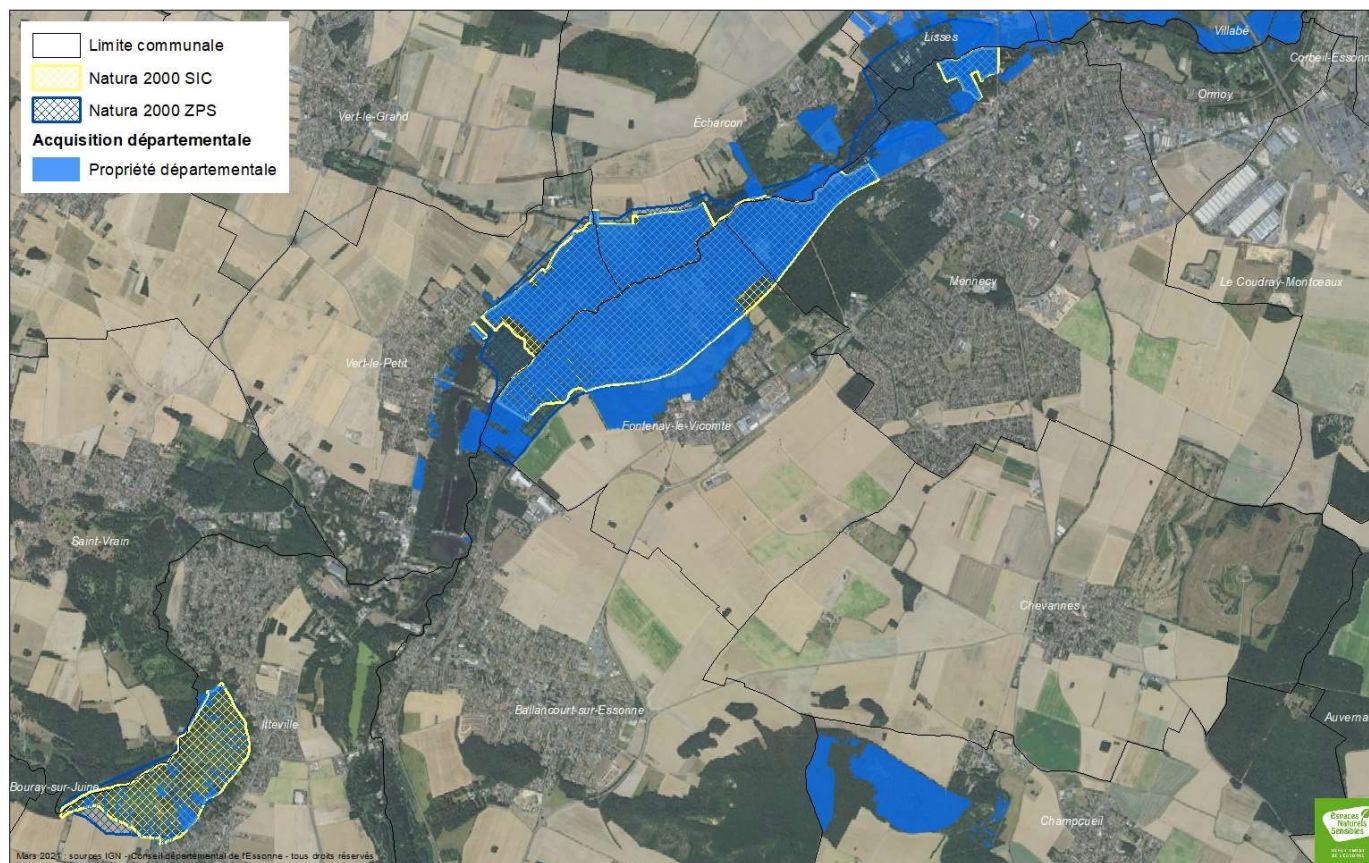 Limite communale
Natura 2000 SIC
Natura 2000 ZPS
Acquisition départementale
Propriété départementale
Lisses
Villabé
Corbeil-Essonn
Ormoy
Vert-le-Grand
Écharcon
Mennecy
Le Coudray-Montceaux
Vert-le-Petit
Fontenay-le-Vicomte
Saint-Vrain
Chevannes
Itteville
Ballancourt-sur-Essonne
Auverna
Bouray-sur-Juine
Champcueil
Espaces
Naturels
Sensibles
Mars 2021 : sources IGN - Conseil départemental de l'Essonne - tous droits réservés